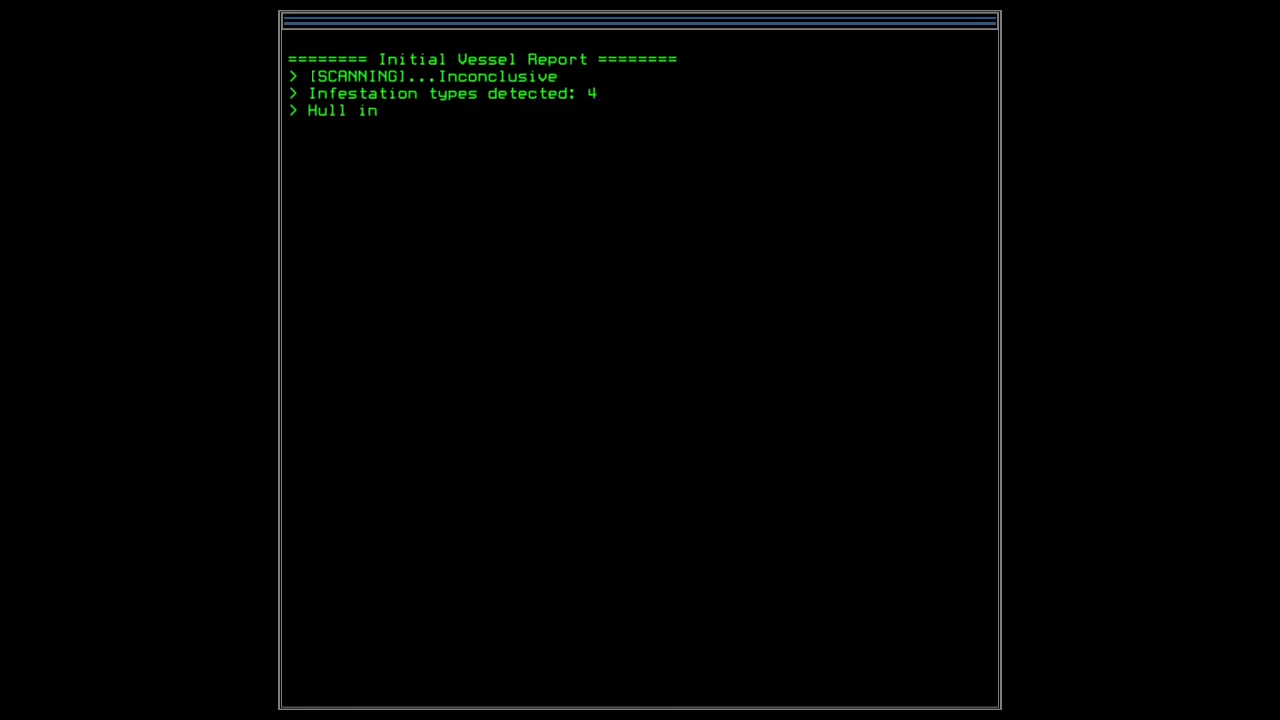 ======== Initial Vessel Report ========
> [SCANNING]...Inconclusive
> Infestation types detected: 4
> Hull in